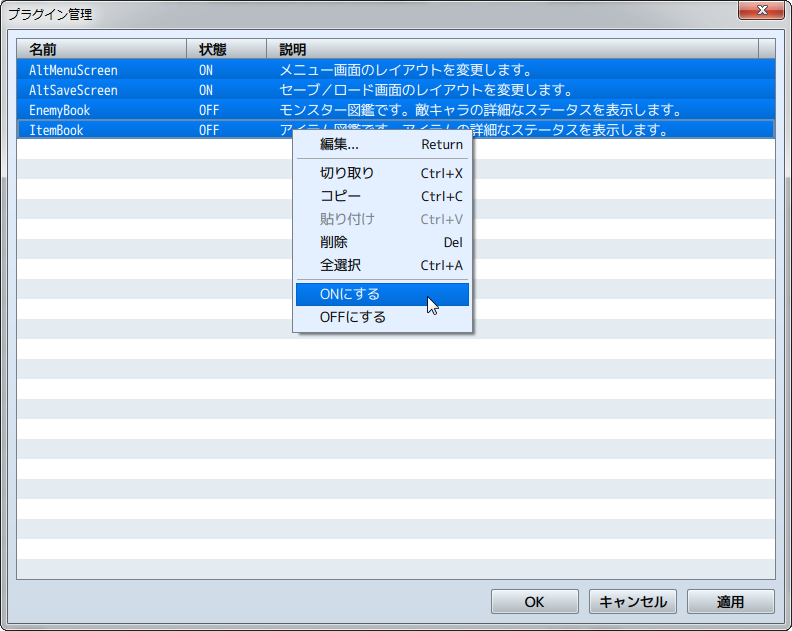 プラグイン管理
名前 状態 説明
AltMenuScreen ON メニュー画面のレイアウトを変更します。
AltSaveScreen ON セーブ／ロード画面のレイアウトを変更します。
EnemyBook OFF モンスター図鑑です。敵キャラの詳細なステータスを表示します。
ItemBook OFF アイテム図鑑です。アイテムの詳細なステータスを表示します。
編集... Return
切り取り Ctrl+X
コピー Ctrl+C
貼り付け Ctrl+V
削除 Del
全選択 Ctrl+A
ONにする
OFFにする
OK キャンセル 適用